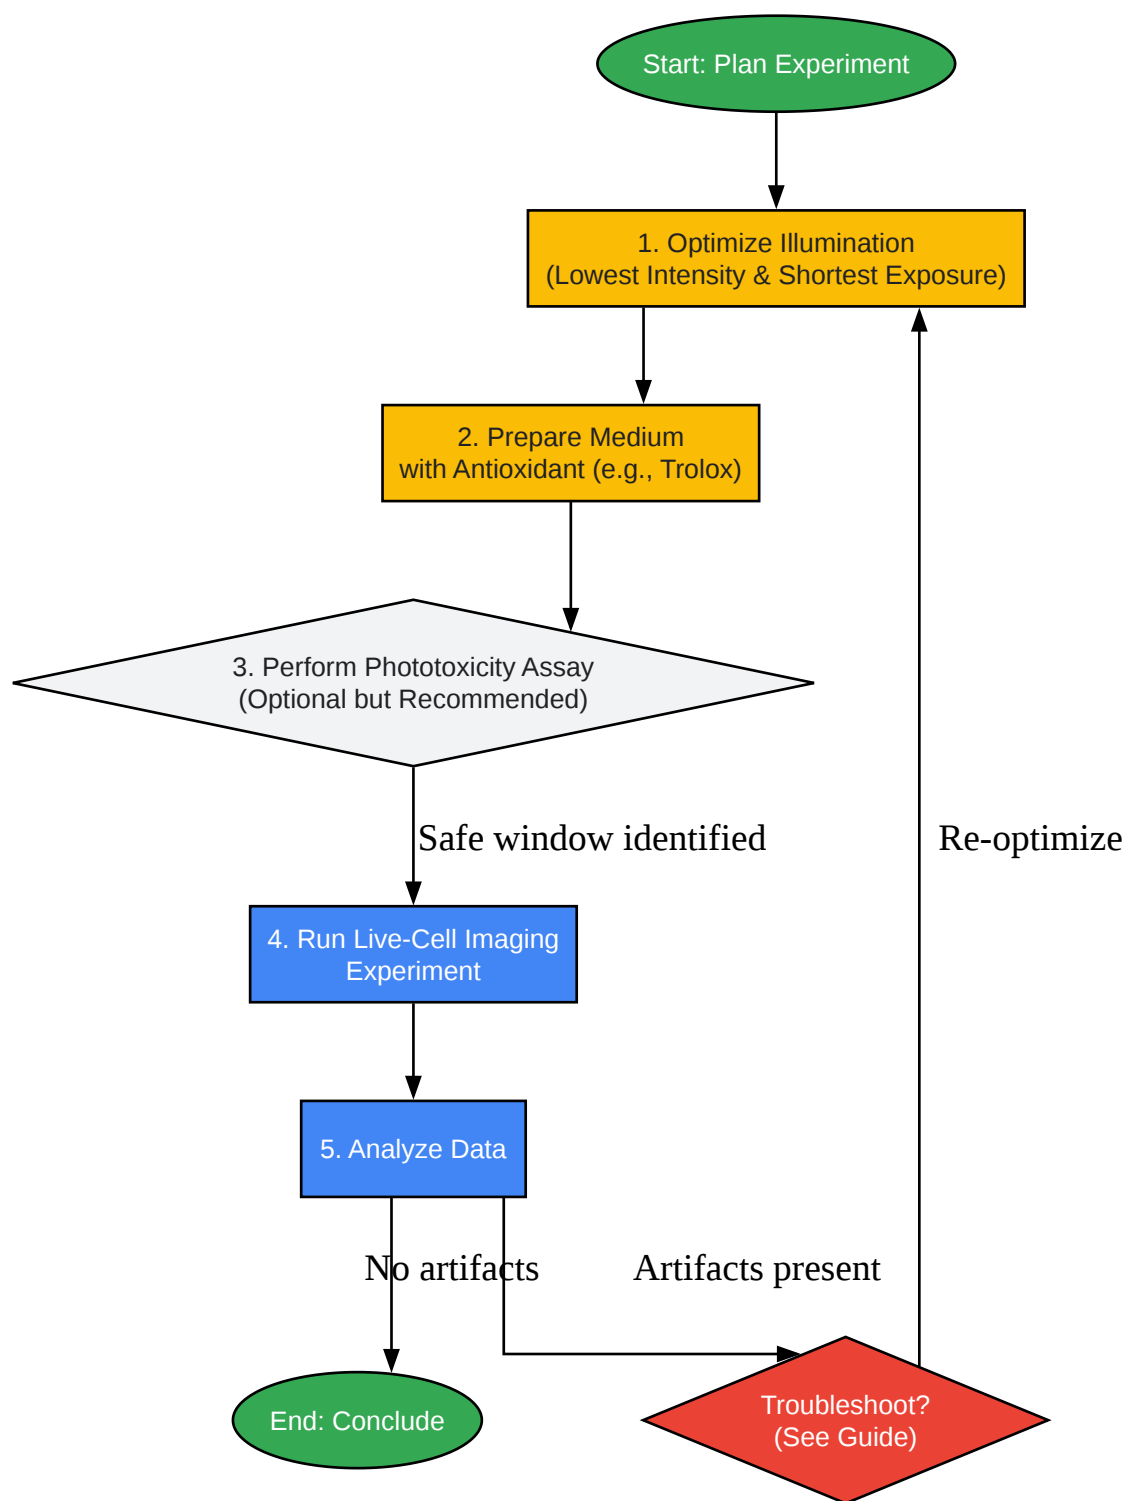 Start: Plan Experiment
1. Optimize Illumination
(Lowest Intensity & Shortest Exposure)
2. Prepare Medium
with Antioxidant (e.g., Trolox)
3. Perform Phototoxicity Assay
(Optional but Recommended)
Safe window identified
Re-optimize
4. Run Live-Cell Imaging
Experiment
5. Analyze Data
No artifacts
Artifacts present
End: Conclude
Troubleshoot?
(See Guide)